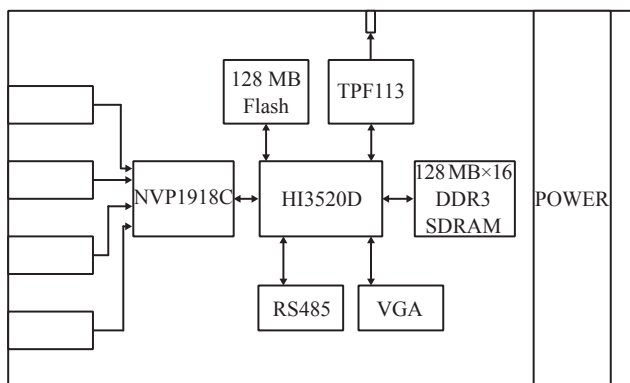 128 MB
Flash
TPF113
NVP1918C
HI3520D
128 MB×16
DDR3
SDRAM
POWER
RS485
VGA